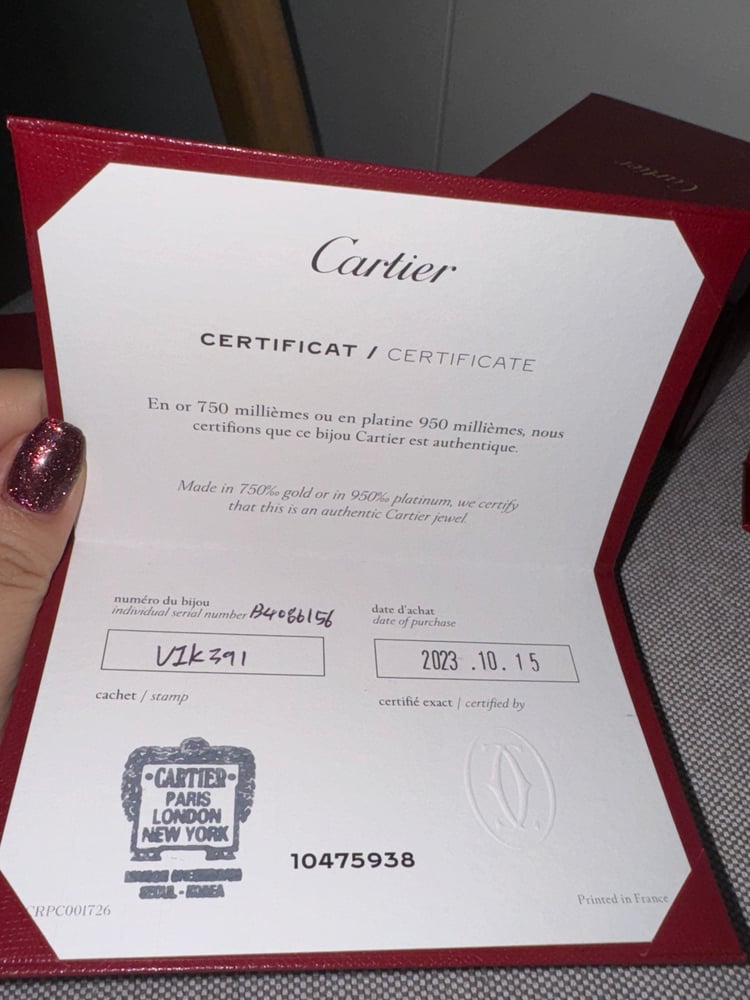 Cartier
Cartier
CERTIFICAT / CERTIFICATE
En or 750 millièmes ou en platine 950 millièmes, nous
certifions que ce bijou Cartier est authentique.
Made in 750‰ gold or in 950‰ platinum, we certify
that this is an authentic Cartier jewel.
numéro du bijou
individual serial number B4086156
VIK391
date d'achat
date of purchase
2023 .10. 15
cachet / stamp
certifié exact / certified by
CARTIER
PARIS
LONDON
NEW YORK
SEOUL - KOREA
10475938
CRPC001726
Printed in France